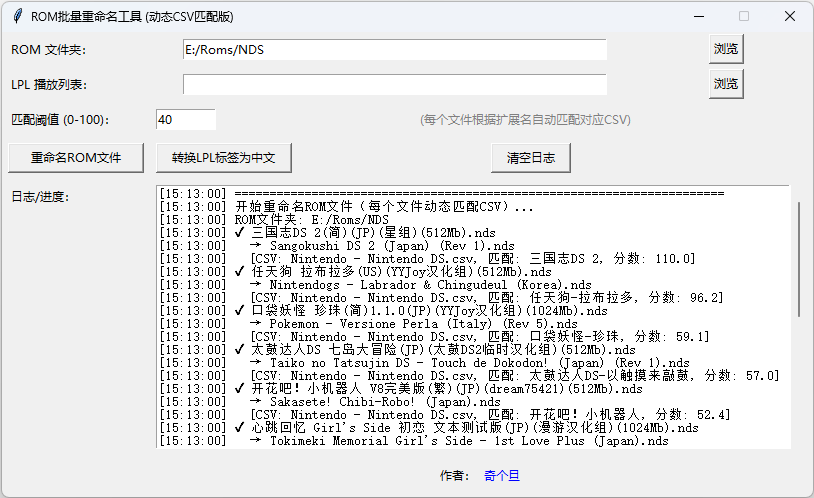 ROM批量重命名工具 (动态CSV匹配版)
ROM 文件夹: E:/Roms/NDS 浏览
LPL 播放列表: 浏览
匹配阈值 (0-100): 40 (每个文件根据扩展名自动匹配对应CSV)
重命名ROM文件 转换LPL标签为中文 清空日志
日志/进度:
[15:13:00] ======================================================================
[15:13:00] 开始重命名ROM文件（每个文件动态匹配CSV）...
[15:13:00] ROM文件夹: E:/Roms/NDS
[15:13:00] ✔ 三国志DS 2(简)(JP)(星组)(512Mb).nds
[15:13:00]   → Sangokushi DS 2 (Japan) (Rev 1).nds
[15:13:00]   [CSV: Nintendo - Nintendo DS.csv, 匹配: 三国志DS 2, 分数: 110.0]
[15:13:00] ✔ 任天狗 拉布拉多(US)(YYJoy汉化组)(512Mb).nds
[15:13:00]   → Nintendogs - Labrador & Chingudeul (Korea).nds
[15:13:00]   [CSV: Nintendo - Nintendo DS.csv, 匹配: 任天狗-拉布拉多, 分数: 96.2]
[15:13:00] ✔ 口袋妖怪 珍珠(简)1.1.0(JP)(YYJoy汉化组)(1024Mb).nds
[15:13:00]   → Pokemon - Versione Perla (Italy) (Rev 5).nds
[15:13:00]   [CSV: Nintendo - Nintendo DS.csv, 匹配: 口袋妖怪-珍珠, 分数: 59.1]
[15:13:00] ✔ 太鼓达人DS 七岛大冒险(JP)(太鼓DS2临时汉化组)(512Mb).nds
[15:13:00]   → Taiko no Tatsujin DS - Touch de Dokodon! (Japan) (Rev 1).nds
[15:13:00]   [CSV: Nintendo - Nintendo DS.csv, 匹配: 太鼓达人DS-以触摸来敲鼓, 分数: 57.0]
[15:13:00] ✔ 开花吧! 小机器人 V8完美版(繁)(JP)(dream75421)(512Mb).nds
[15:13:00]   → Sakasete! Chibi-Robo! (Japan).nds
[15:13:00]   [CSV: Nintendo - Nintendo DS.csv, 匹配: 开花吧! 小机器人, 分数: 52.4]
[15:13:00] ✔ 心跳回忆 Girl's Side 初恋 文本测试版(JP)(漫游汉化组)(1024Mb).nds
[15:13:00]   → Tokimeki Memorial Girl's Side - 1st Love Plus (Japan).nds
作者: 奇个旦